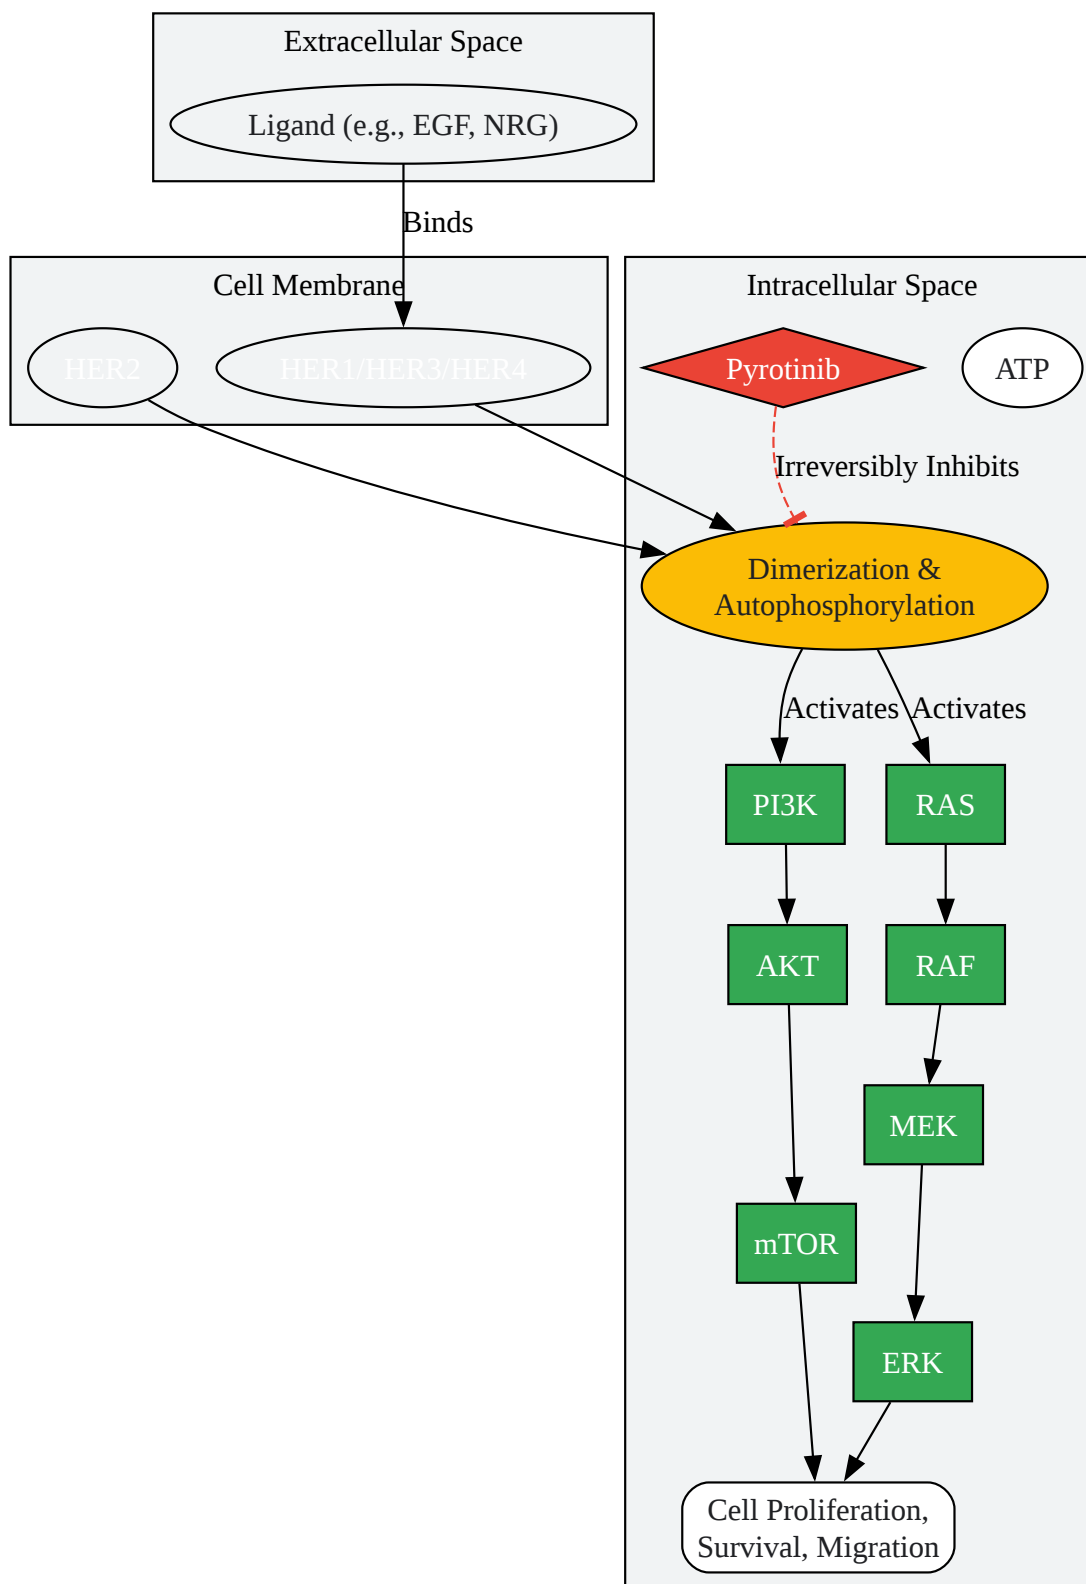 Extracellular Space
Ligand (e.g., EGF, NRG)
Binds
Cell Membrane
HER2
HER1/HER3/HER4
Intracellular Space
Pyrotinib
ATP
Irreversibly Inhibits
Dimerization &
Autophosphorylation
Activates
Activates
PI3K
RAS
AKT
RAF
MEK
mTOR
ERK
Cell Proliferation,
Survival, Migration